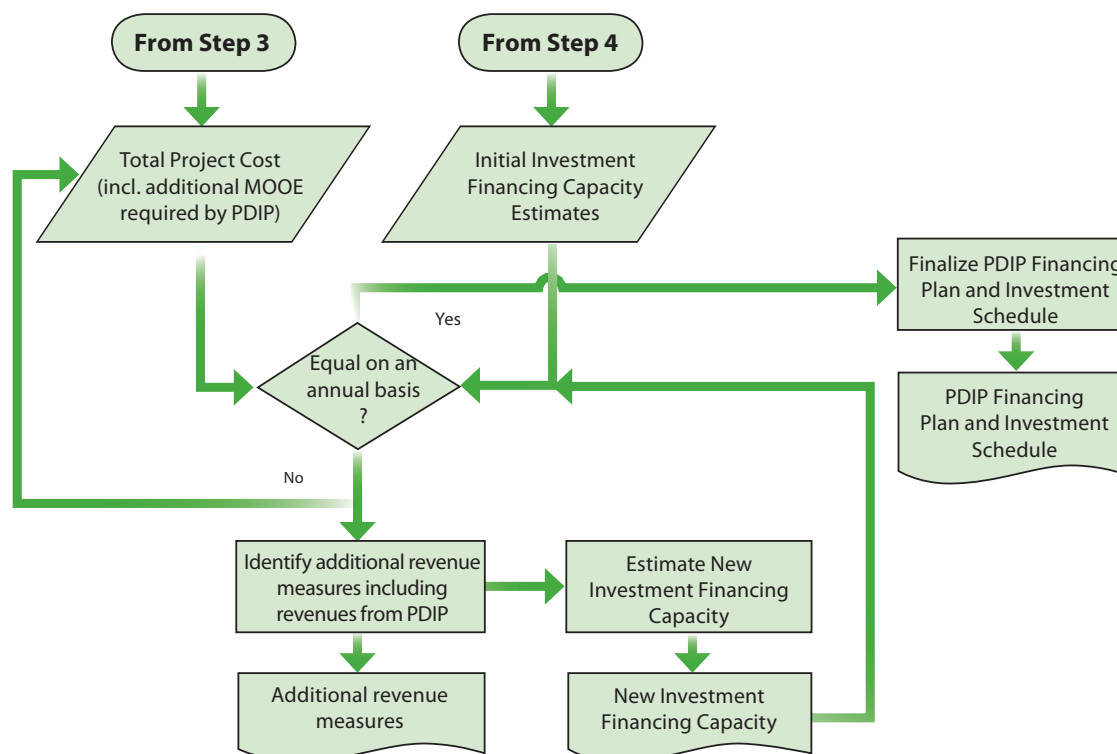 From Step 3
From Step 4
Total Project Cost
(incl. additional MOOE
required by PDIP)
Initial Investment
Financing Capacity
Estimates
Finalize PDIP Financing
Plan and Investment
Schedule
Yes
Equal on an
annual basis
?
PDIP Financing
Plan and Investment
Schedule
No
Identify additional revenue
measures including
revenues from PDIP
Estimate New
Investment Financing
Capacity
Additional revenue
measures
New Investment
Financing Capacity